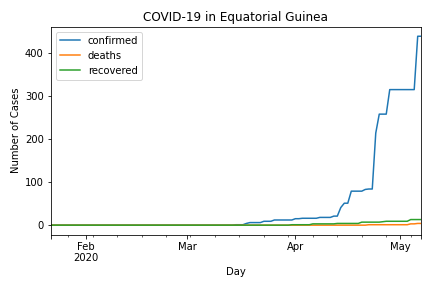 COVID-19 in Equatorial Guinea
confirmed
deaths
recovered
Number of Cases
400
300
200
100
0
Feb
2020
Mar
Apr
May
Day